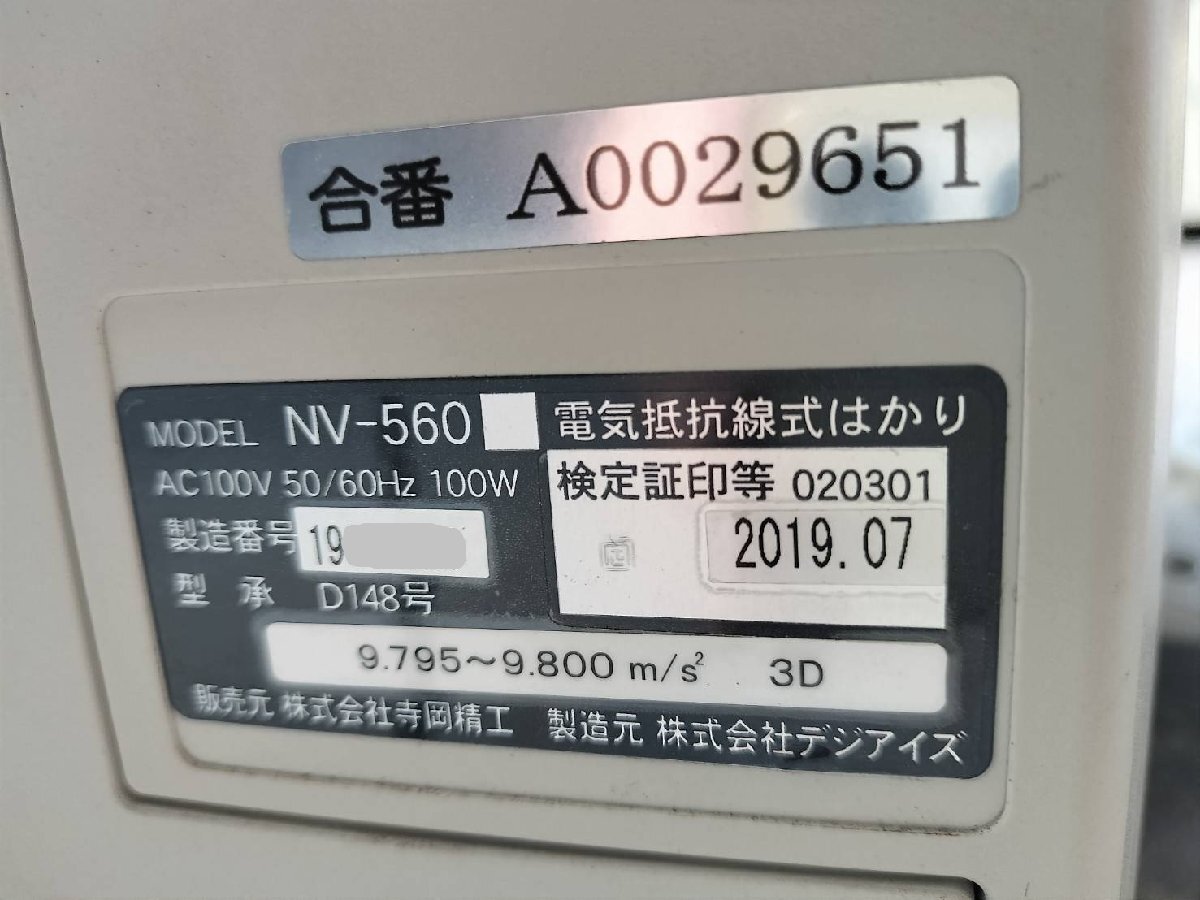 合番 A0029651
MODEL NV-560 電気抵抗線式はかり
AC100V 50/60Hz 100W 検定証印等 020301
製造番号 19 2019.07
型 承 D148号
9.795～9.800 m/s² 3D
販売元 株式会社寺岡精工 製造元 株式会社デジアイズ